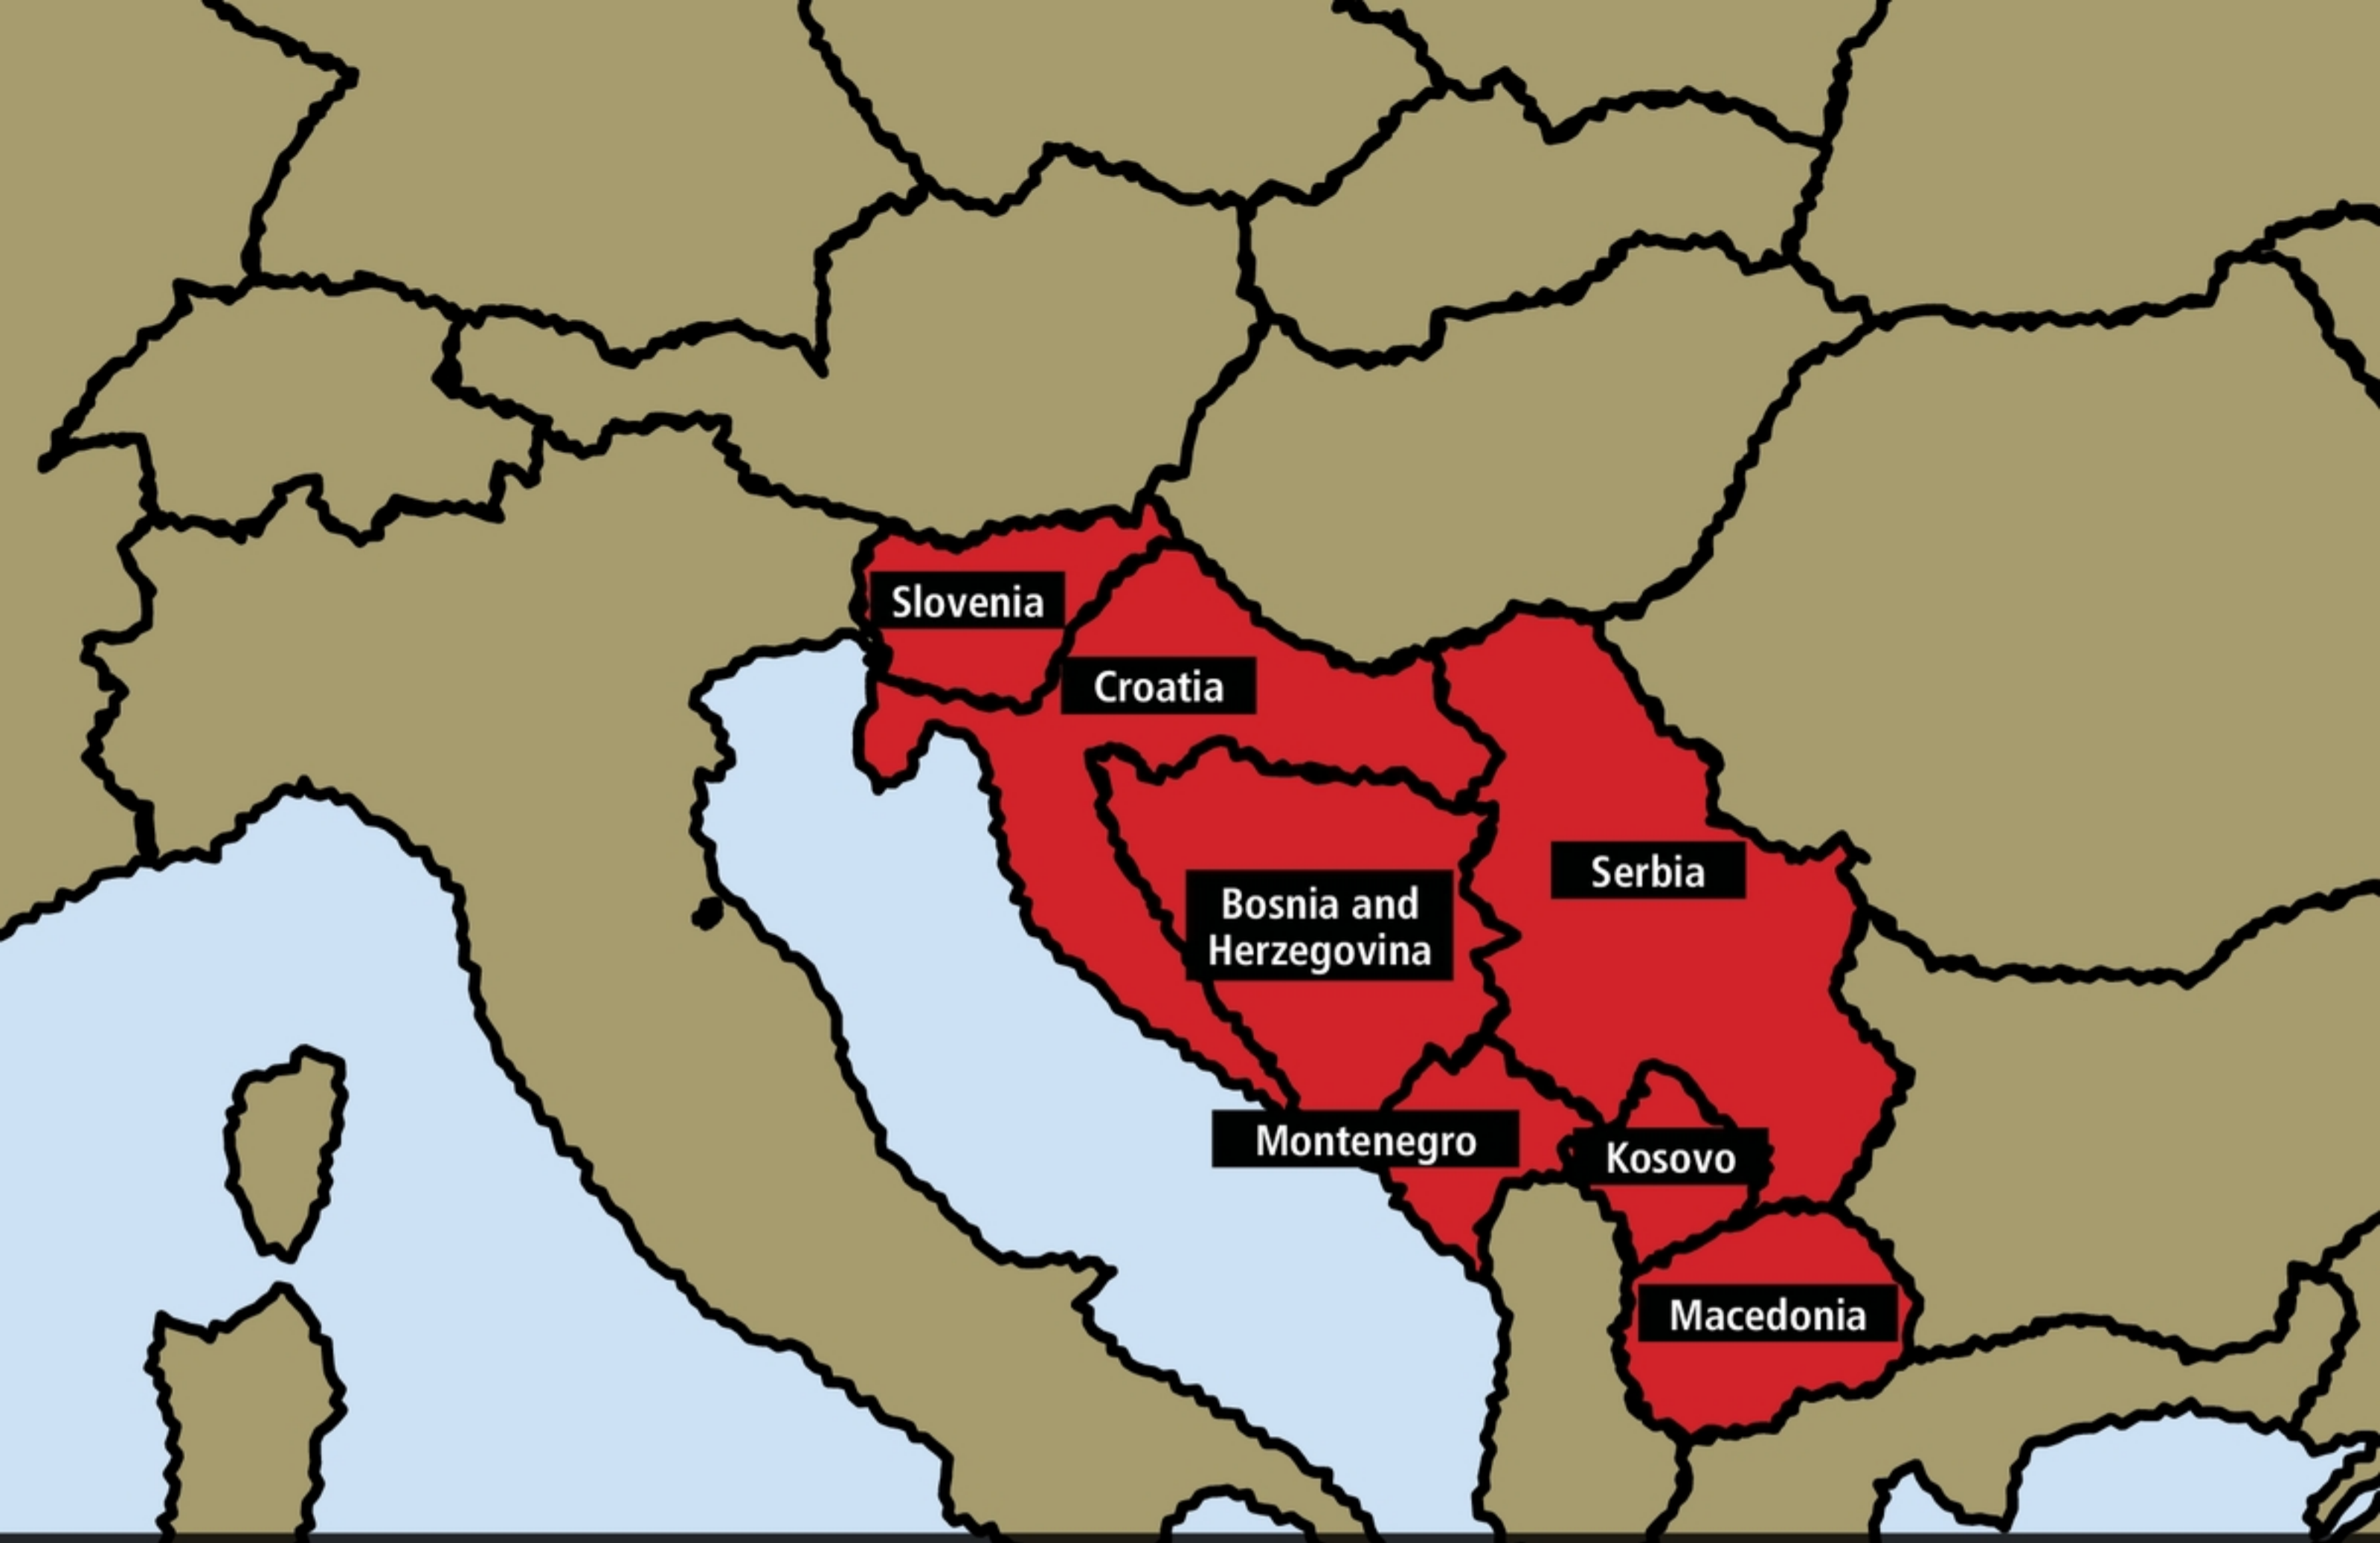 Slovenia
Croatia
Serbia
Bosnia and
Herzegovina
Montenegro
Kosovo
Macedonia